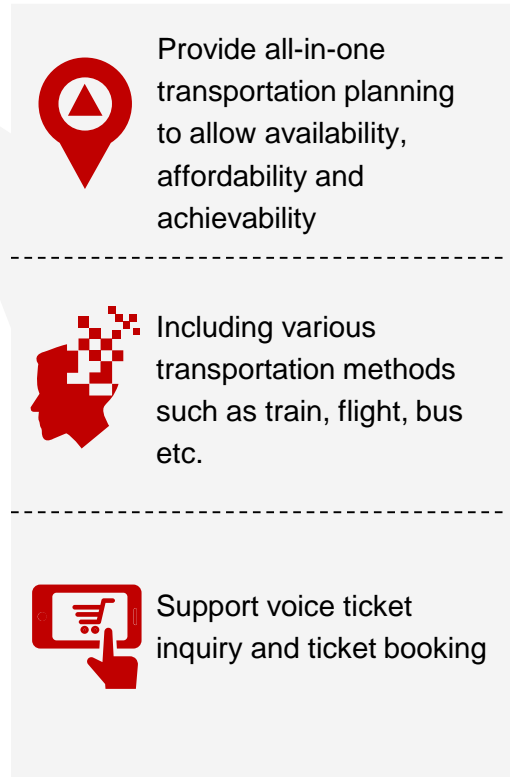 Provide all-in-one
transportation planning
to allow availability,
affordability and
achievability
Including various
transportation methods
such as train, flight, bus
etc.
Support voice ticket
inquiry and ticket booking